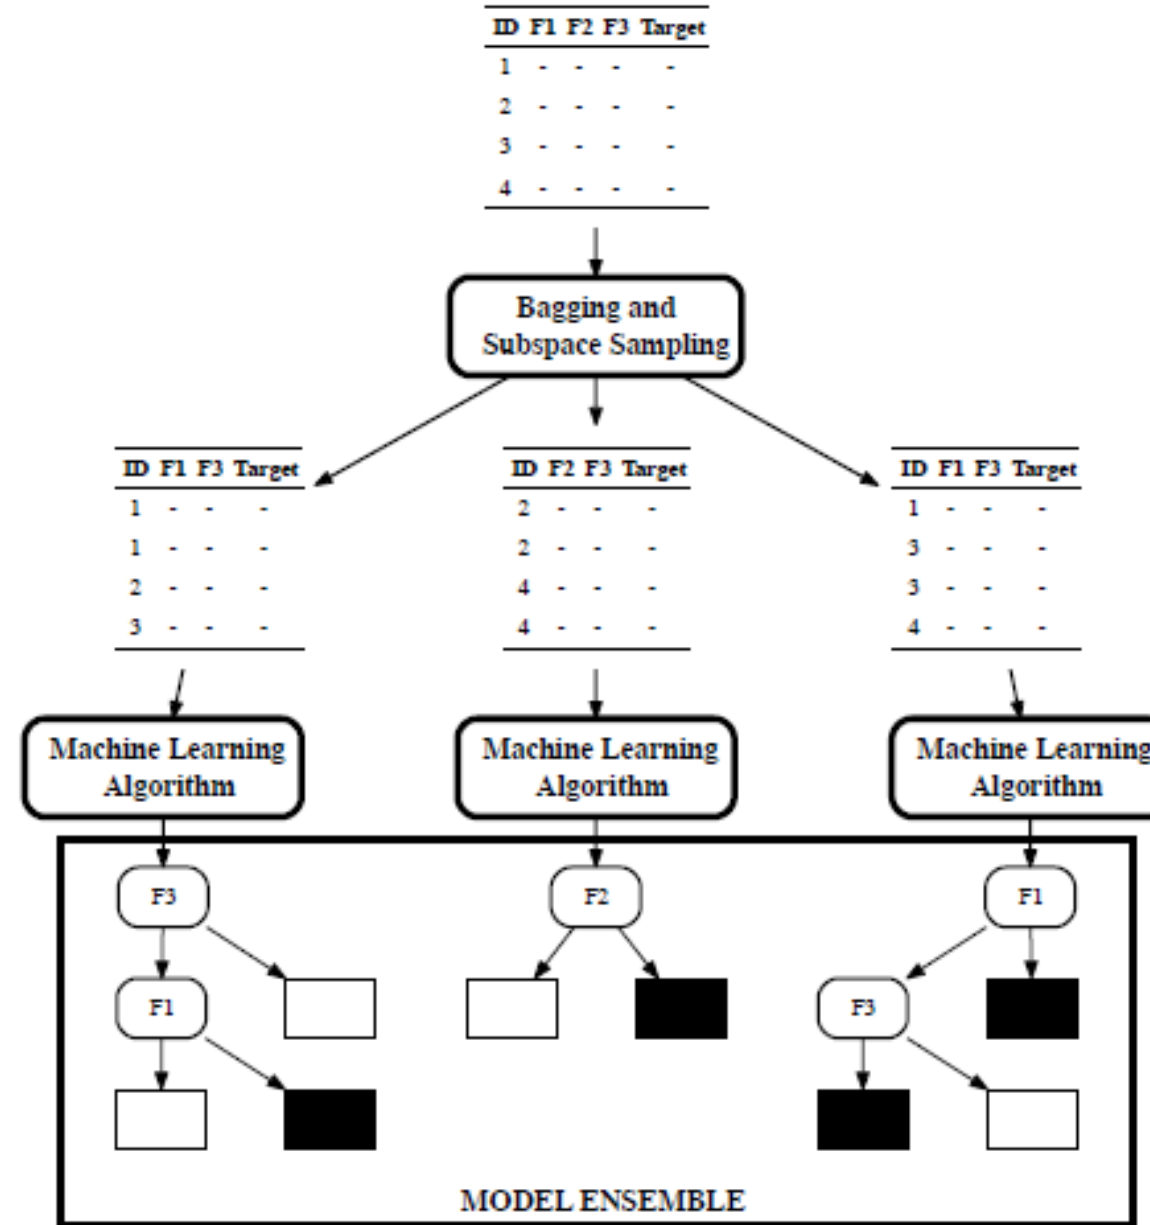 ID F1 F2 F3 Target
1 - - - -
2 - - - -
3 - - - -
4 - - - -
Bagging and
Subspace Sampling
ID F1 F3 Target
1 - - -
1 - - -
2 - - -
3 - - -
ID F2 F3 Target
2 - - -
2 - - -
4 - - -
4 - - -
ID F1 F3 Target
1 - - -
3 - - -
3 - - -
4 - - -
Machine Learning
Algorithm
Machine Learning
Algorithm
Machine Learning
Algorithm
F3
F2
F1
F1
F3
MODEL ENSEMBLE